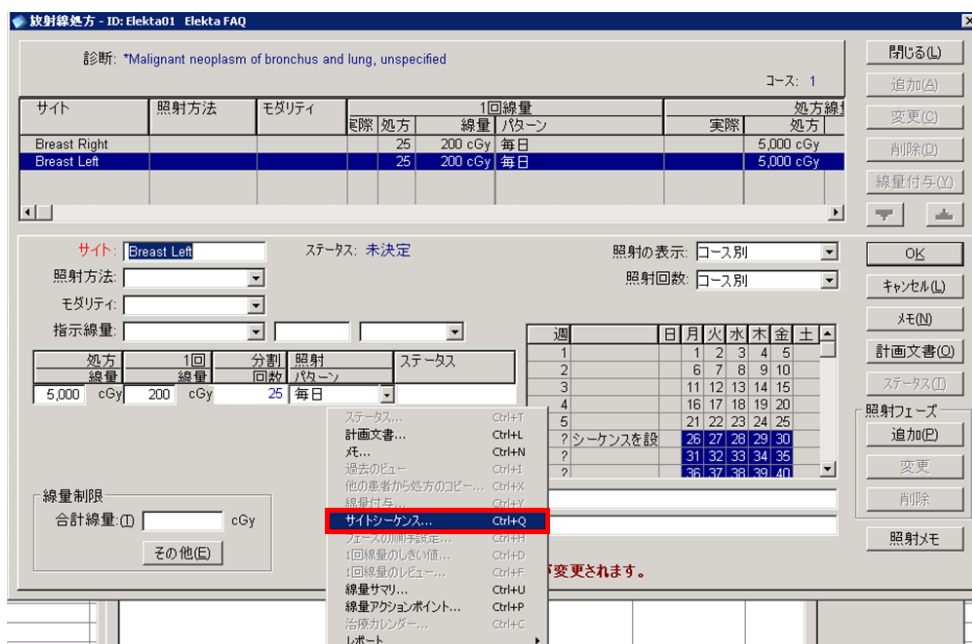 放射線処方 - ID: Elekta01 Elekta FAQ
診断: *Malignant neoplasm of bronchus and lung, unspecified
コース: 1
サイト 照射方法 モダリティ 1回線量 処方線
実際 処方 線量 パターン 実際 処方
Breast Right 25 200 cGy 毎日 5,000 cGy
Breast Left 25 200 cGy 毎日 5,000 cGy
閉じる(L)
追加(A)
変更(C)
削除(D)
線量付与(Y)
サイト: Breast Left
ステータス: 未決定
照射方法:
モダリティ:
指示線量:
照射の表示: コース別
照射回数: コース別
処方線量 1回線量 分割回数 照射パターン ステータス
5,000 cGy 200 cGy 25 毎日
週 日 月 火 水 木 金 土
1 1 2 3 4 5
2 6 7 8 9 10
3 11 12 13 14 15
4 16 17 18 19 20
5 21 22 23 24 25
? シーケンスを設 26 27 28 29 30
? 31 32 33 34 35
? 36 37 38 39 40
OK
キャンセル(L)
メモ(N)
計画文書(O)
ステータス(T)
照射フェーズ
追加(P)
変更
削除
照射メモ
線量制限
合計線量:(I) cGy
その他(E)
ステータス... Ctrl+T
計画文書... Ctrl+L
メモ... Ctrl+N
過去のビュー Ctrl+I
他の患者から処方のコピー... Ctrl+X
線量付与... Ctrl+Y
サイトシーケンス... Ctrl+Q
フェーズの順序設定... Ctrl+H
1回線量のしきい値... Ctrl+D
1回線量のレビュー... Ctrl+F
線量サマリ... Ctrl+U
線量アクションポイント... Ctrl+P
治療カレンダー... Ctrl+C
レポート
変更されます。